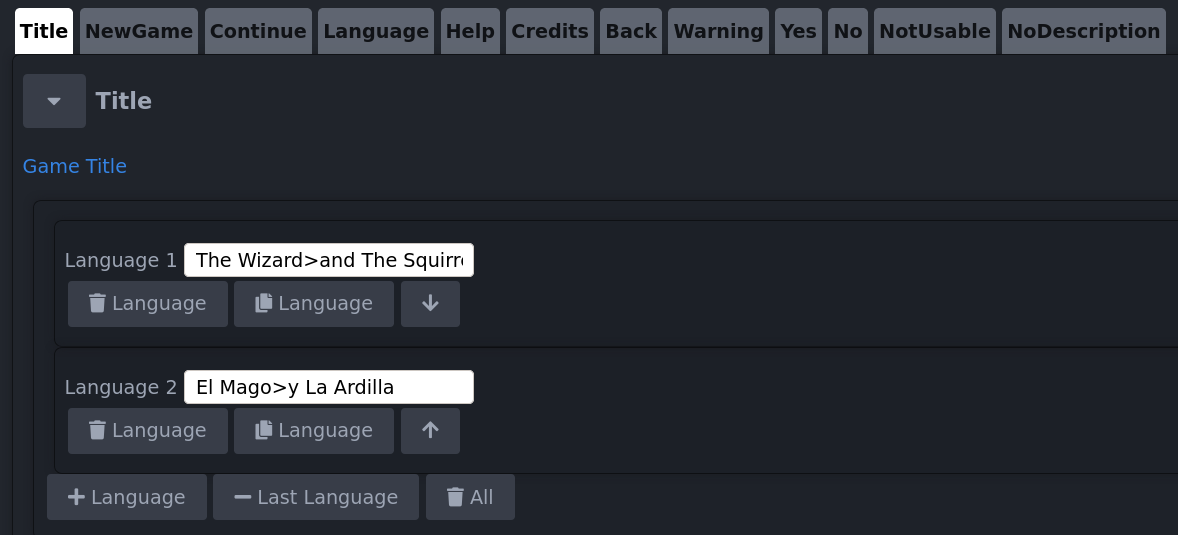 Title NewGame Continue Language Help Credits Back Warning Yes No NotUsable NoDescription
Title
Game Title
Language 1 The Wizard>and The Squirr
Language Language
Language 2 El Mago>y La Ardilla
Language Language
Language Last Language All